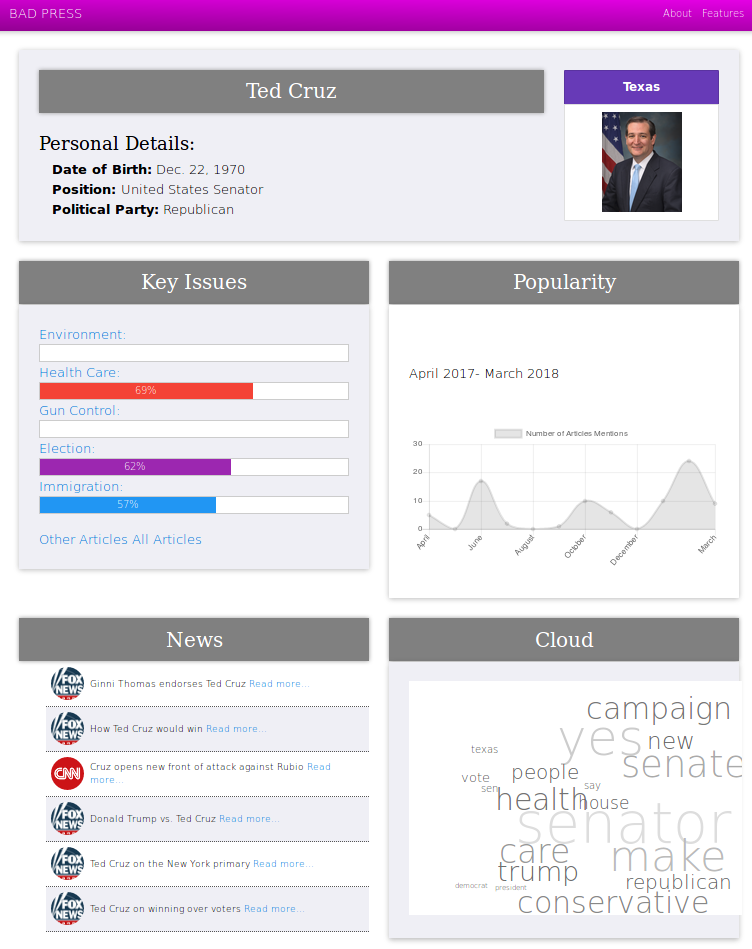 BAD PRESS
About Features
Ted Cruz
Texas
Personal Details:
Date of Birth: Dec. 22, 1970
Position: United States Senator
Political Party: Republican
Key Issues
Environment:
Health Care:
69%
Gun Control:
Election:
62%
Immigration:
57%
Other Articles All Articles
Popularity
April 2017- March 2018
Number of Articles Mentions
30
20
10
0
April
June
August
October
December
March
News
FOX NEWS
Ginni Thomas endorses Ted Cruz Read more...
FOX NEWS
How Ted Cruz would win Read more...
CNN
Cruz opens new front of attack against Rubio Read
more...
FOX NEWS
Donald Trump vs. Ted Cruz Read more...
FOX NEWS
Ted Cruz on the New York primary Read more...
FOX NEWS
Ted Cruz on winning over voters Read more...
Cloud
campaign
yes
new
texas
senate
people
vote
say
sen
health
house
senator
care
make
trump
republican
democrat
president
conservative